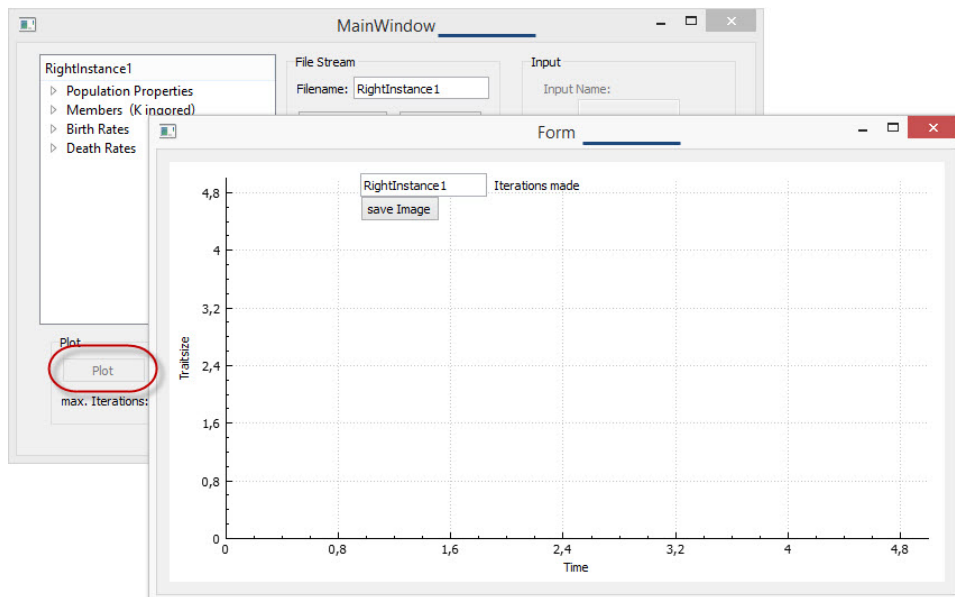 MainWindow
RightInstance1
Population Properties
Members (K ingored)
Birth Rates
Death Rates
File Stream
Filename: RightInstance1
Input
Input Name:
Plot
Plot
max. Iterations:
Form
RightInstance1 Iterations made
save Image
4,8
4
3,2
2,4
1,6
0,8
0
Traitsize
0 0,8 1,6 2,4 3,2 4 4,8
Time